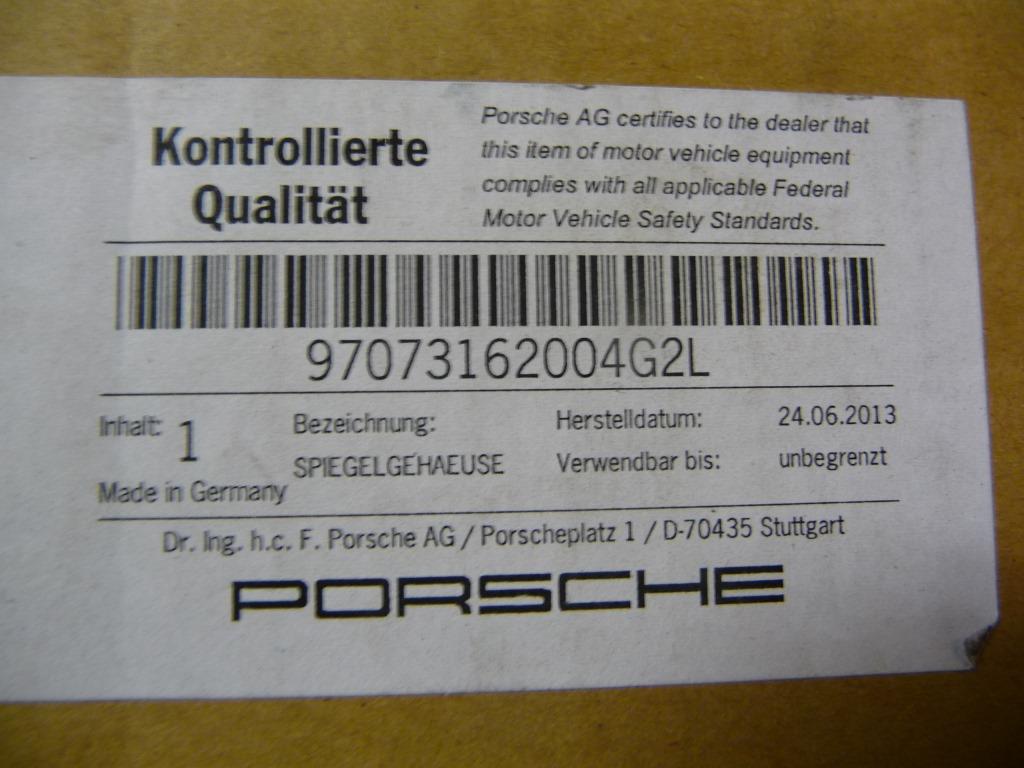 Kontrollierte
Qualität
Porsche AG certifies to the dealer that
this item of motor vehicle equipment
complies with all applicable Federal
Motor Vehicle Safety Standards.
97073162004G2L
Inhalt: 1
Made in Germany
Bezeichnung:
SPIEGELGEHAEUSE
Herstelldatum: 24.06.2013
Verwendbar bis: unbegrenzt
Dr. Ing. h.c. F. Porsche AG / Porscheplatz 1 / D-70435 Stuttgart
PORSCHE